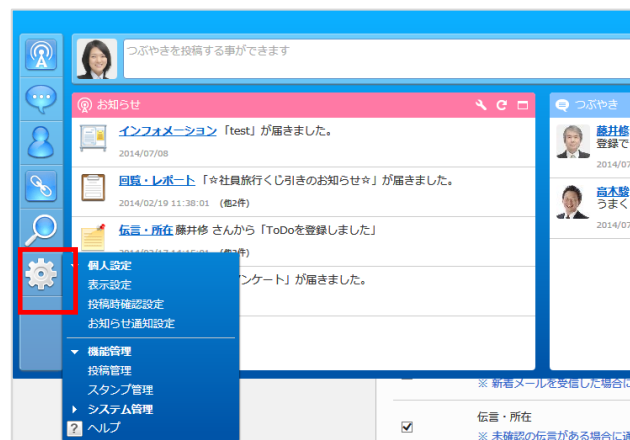 つぶやきを投稿する事ができます
お知らせ
インフォメーション「test」が届きました。
2014/07/08
回覧・レポート「☆社員旅行くじ引きのお知らせ☆」が届きました。
2014/02/19 11:38:01 (他2件)
伝言・所在 藤井修 さんから「ToDoを登録しました」
ンケート」が届きました。
つぶやき
藤井修
登録で
2014/07
高木駿
うまく
2014/07
個人設定
表示設定
投稿時確認設定
お知らせ通知設定
機能管理
投稿管理
スタンプ管理
システム管理
? ヘルプ
※ 新着メールを受信した場合に
伝言・所在
※ 未確認の伝言がある場合に通